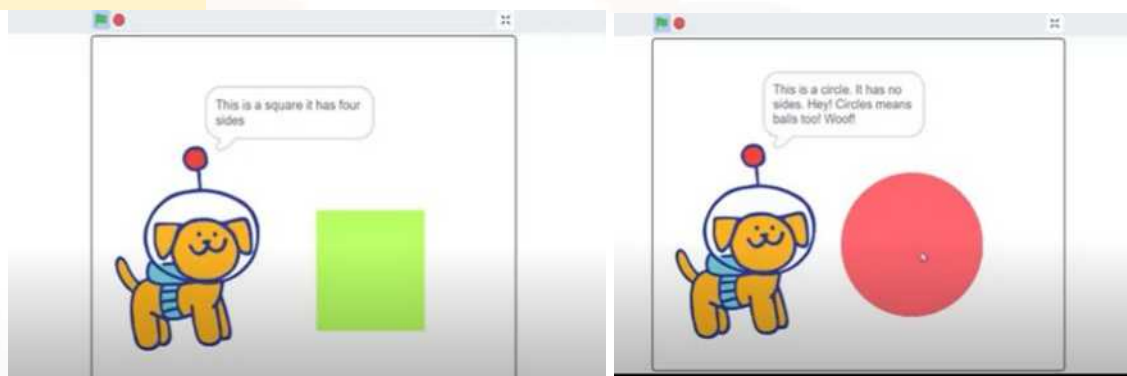 This is a square it has four
sides
This is a circle. It has no
sides. Hey! Circles means
balls too! Woof!